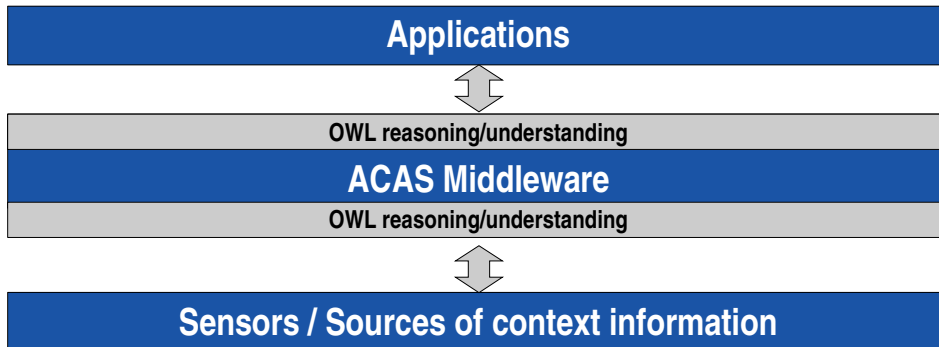 Applications
OWL reasoning/understanding
ACAS Middleware
OWL reasoning/understanding
Sensors / Sources of context information